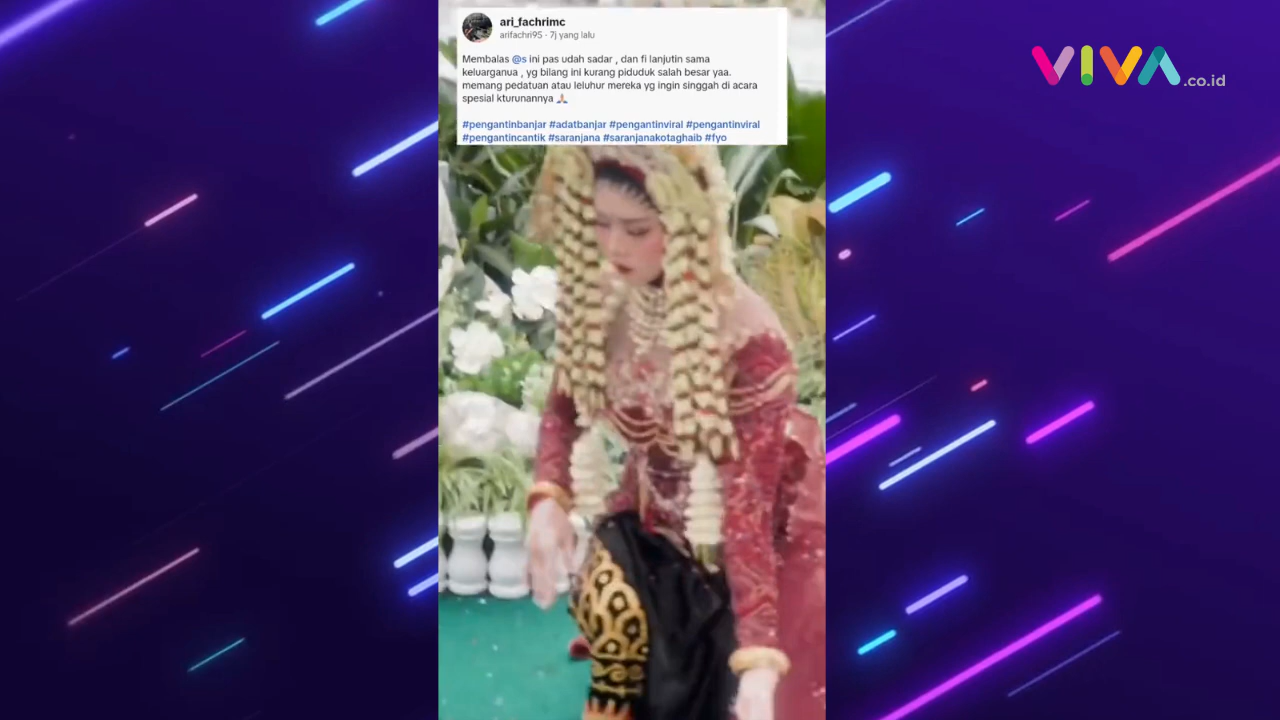 ari_fachrimc
arifachri95 · 7j yang lalu
VIVA.co.id
Membalas @s ini pas udah sadar , dan fi lanjutin sama
keluarganua , yg bilang ini kurang piduduk salah besar yaa.
memang pedatuan atau leluhur mereka yg ingin singgah di acara
spesial kturunannya 🙏🏻
#pengantinbanjar #adatbanjar #pengantinviral #pengantinviral
#pengantincantik #saranjana #saranjanakotaghaib #fyo